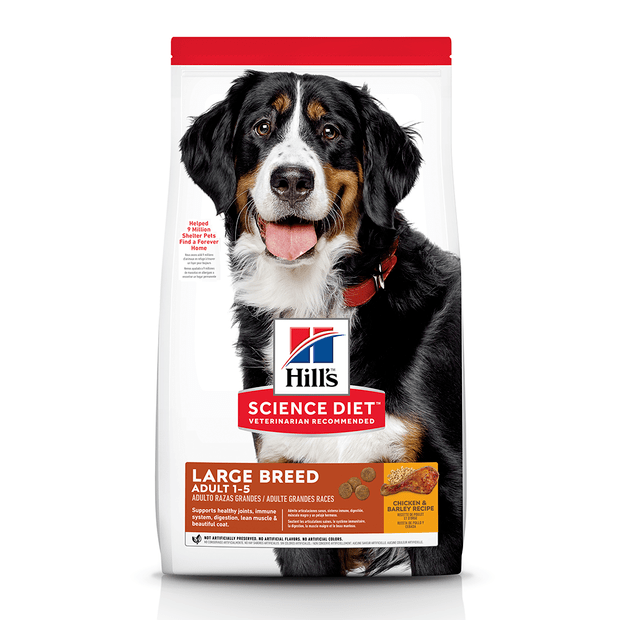 Helped
9 Million
Shelter Pets
Find a Forever
Home
Hill's™
SCIENCE DIET™
VETERINARIAN RECOMMENDED
LARGE BREED
ADULT 1-5
ADULTO RAZAS GRANDES / ADULTE GRANDES RACES
Supports healthy joints, immune
system, digestion, lean muscle &
beautiful coat.
CHICKEN &
BARLEY RECIPE
NOT ARTIFICIALLY PRESERVED. NO ARTIFICIAL FLAVORS. NO ARTIFICIAL COLORS.